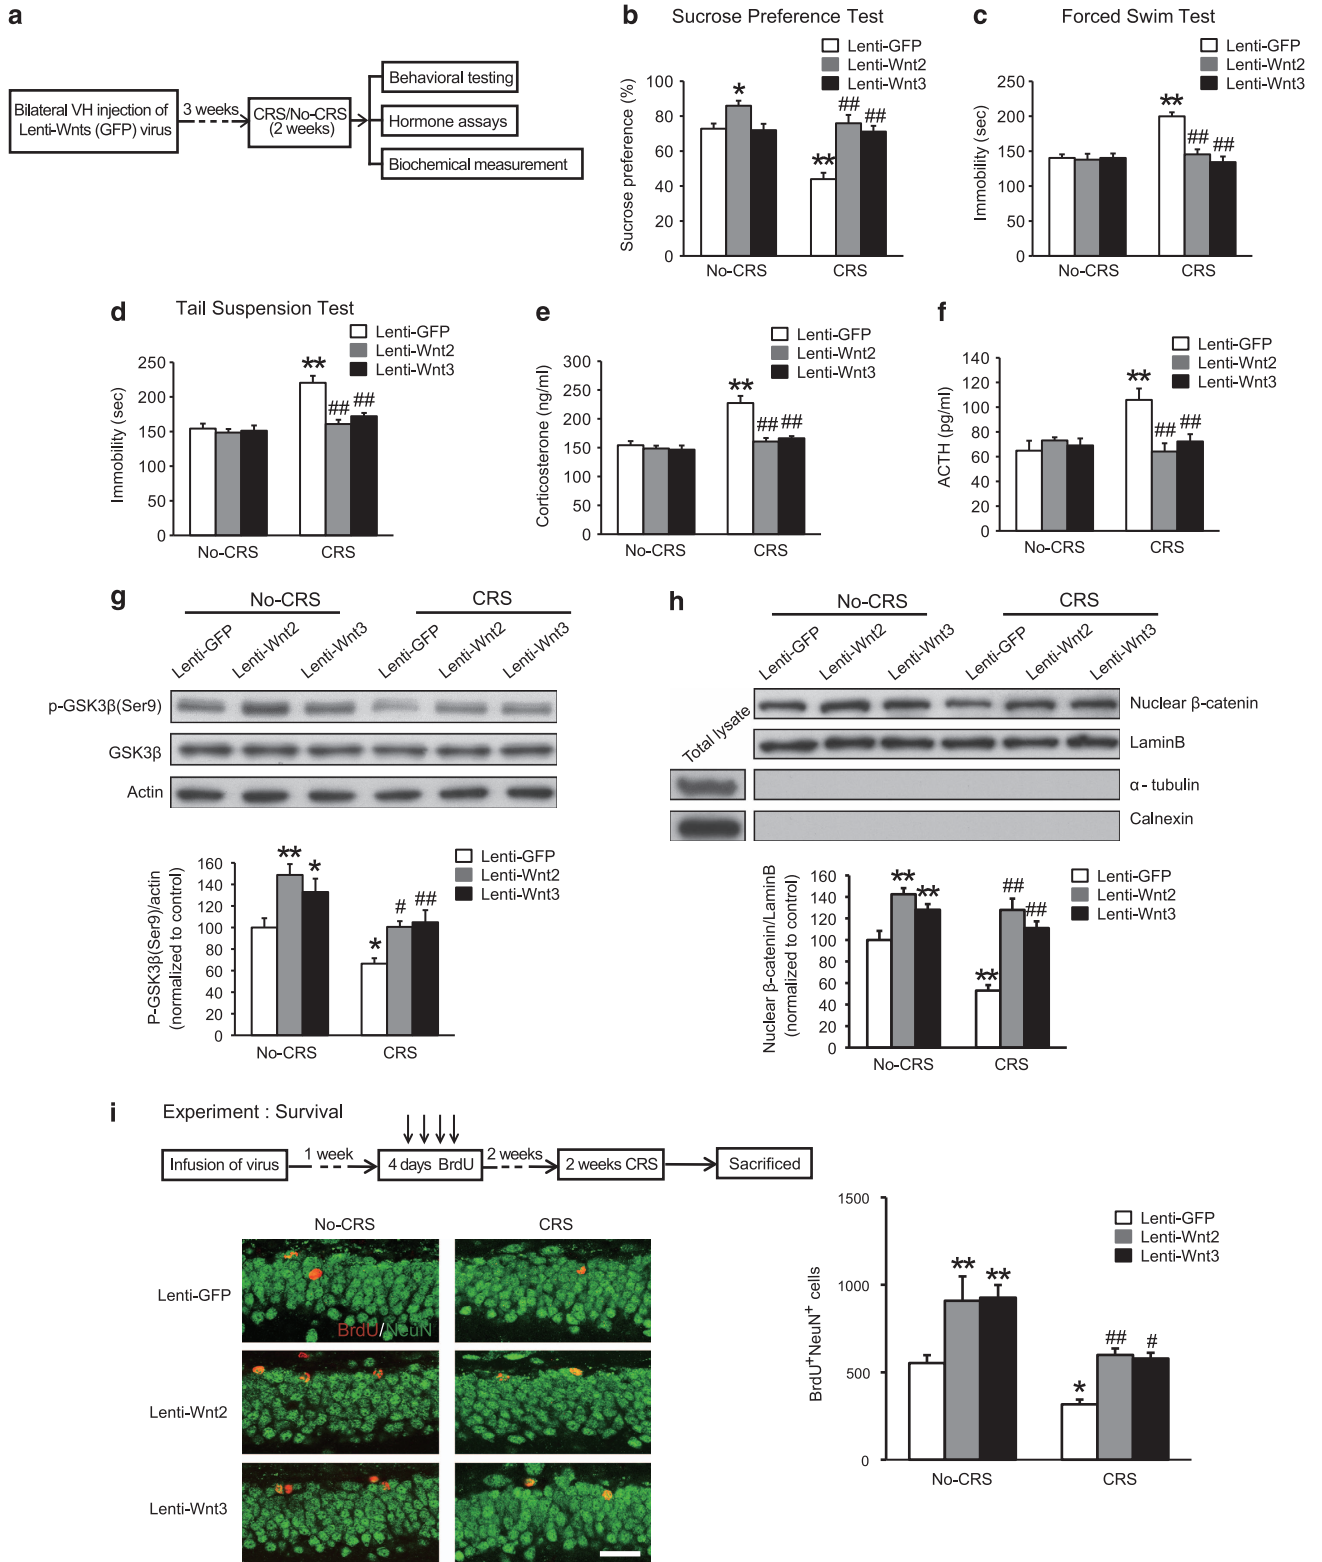 a
Bilateral VH injection of
Lenti-Wnts (GFP) virus
3 weeks
CRS/No-CRS
(2 weeks)
Behavioral testing
Hormone assays
Biochemical measurement
b Sucrose Preference Test
Lenti-GFP
Lenti-Wnt2
Lenti-Wnt3
Sucrose preference (%)
100
80
60
40
20
0
*
**
##
##
No-CRS
CRS
c Forced Swim Test
Immobility (sec)
250
200
150
100
50
0
**
##
##
No-CRS
CRS
d Tail Suspension Test
Lenti-GFP
Lenti-Wnt2
Lenti-Wnt3
Immobility (sec)
250
200
150
100
50
0
**
##
##
No-CRS
CRS
e
Lenti-GFP
Lenti-Wnt2
Lenti-Wnt3
Corticosterone (ng/ml)
300
250
200
150
100
50
0
**
##
##
No-CRS
CRS
f
Lenti-GFP
Lenti-Wnt2
Lenti-Wnt3
ACTH (pg/ml)
140
120
100
80
60
40
20
0
**
##
##
No-CRS
CRS
g
No-CRS
CRS
Lenti-GFP
Lenti-Wnt2
Lenti-Wnt3
Lenti-GFP
Lenti-Wnt2
Lenti-Wnt3
p-GSK3β(Ser9)
GSK3β
Actin
P-GSK3β(Ser9)/actin
(normalized to control)
160
140
120
100
80
60
40
20
0
**
*
*
#
##
Lenti-GFP
Lenti-Wnt2
Lenti-Wnt3
No-CRS
CRS
h
No-CRS
CRS
Lenti-GFP
Lenti-Wnt2
Lenti-Wnt3
Lenti-GFP
Lenti-Wnt2
Lenti-Wnt3
Total lysate
Nuclear β-catenin
LaminB
α - tubulin
Calnexin
Nuclear β-catenin/LaminB
(normalized to control)
160
140
120
100
80
60
40
20
0
**
**
**
##
##
Lenti-GFP
Lenti-Wnt2
Lenti-Wnt3
No-CRS
CRS
i Experiment : Survival
Infusion of virus
1 week
4 days BrdU
2 weeks
2 weeks CRS
Sacrificed
No-CRS
CRS
Lenti-GFP
BrdU/NeuN
Lenti-Wnt2
Lenti-Wnt3
BrdU⁺NeuN⁺ cells
1500
1000
500
0
**
**
*
##
#
Lenti-GFP
Lenti-Wnt2
Lenti-Wnt3
No-CRS
CRS